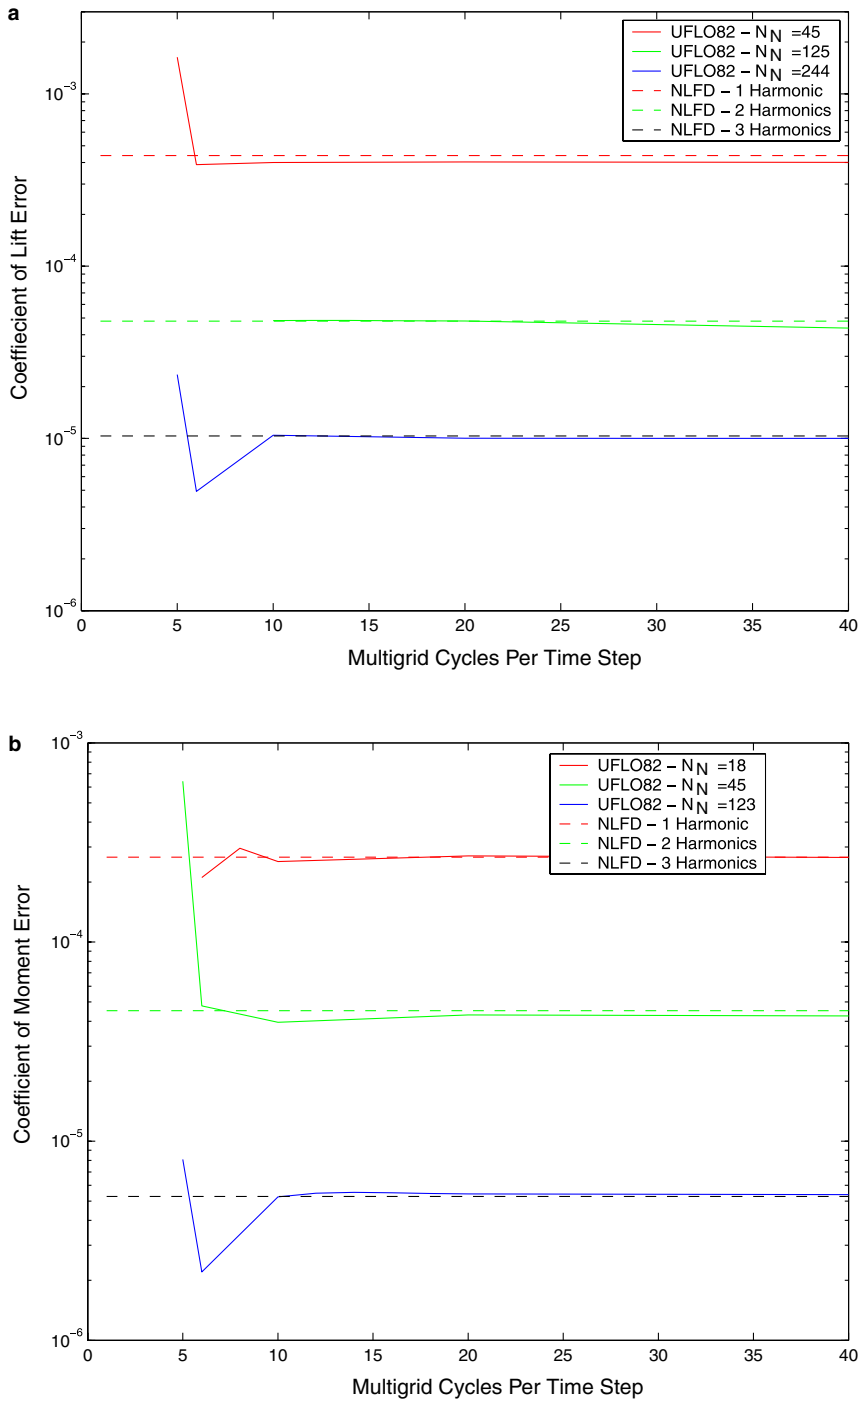 a
UFLO82 – N_N =45
UFLO82 – N_N =125
UFLO82 – N_N =244
NLFD – 1 Harmonic
NLFD – 2 Harmonics
NLFD – 3 Harmonics
10^−3
10^−4
10^−5
10^−6
Coeffiecient of Lift Error
0 5 10 15 20 25 30 35 40
Multigrid Cycles Per Time Step
b
UFLO82 – N_N =18
UFLO82 – N_N =45
UFLO82 – N_N =123
NLFD – 1 Harmonic
NLFD – 2 Harmonics
NLFD – 3 Harmonics
10^−3
10^−4
10^−5
10^−6
Coefficient of Moment Error
0 5 10 15 20 25 30 35 40
Multigrid Cycles Per Time Step